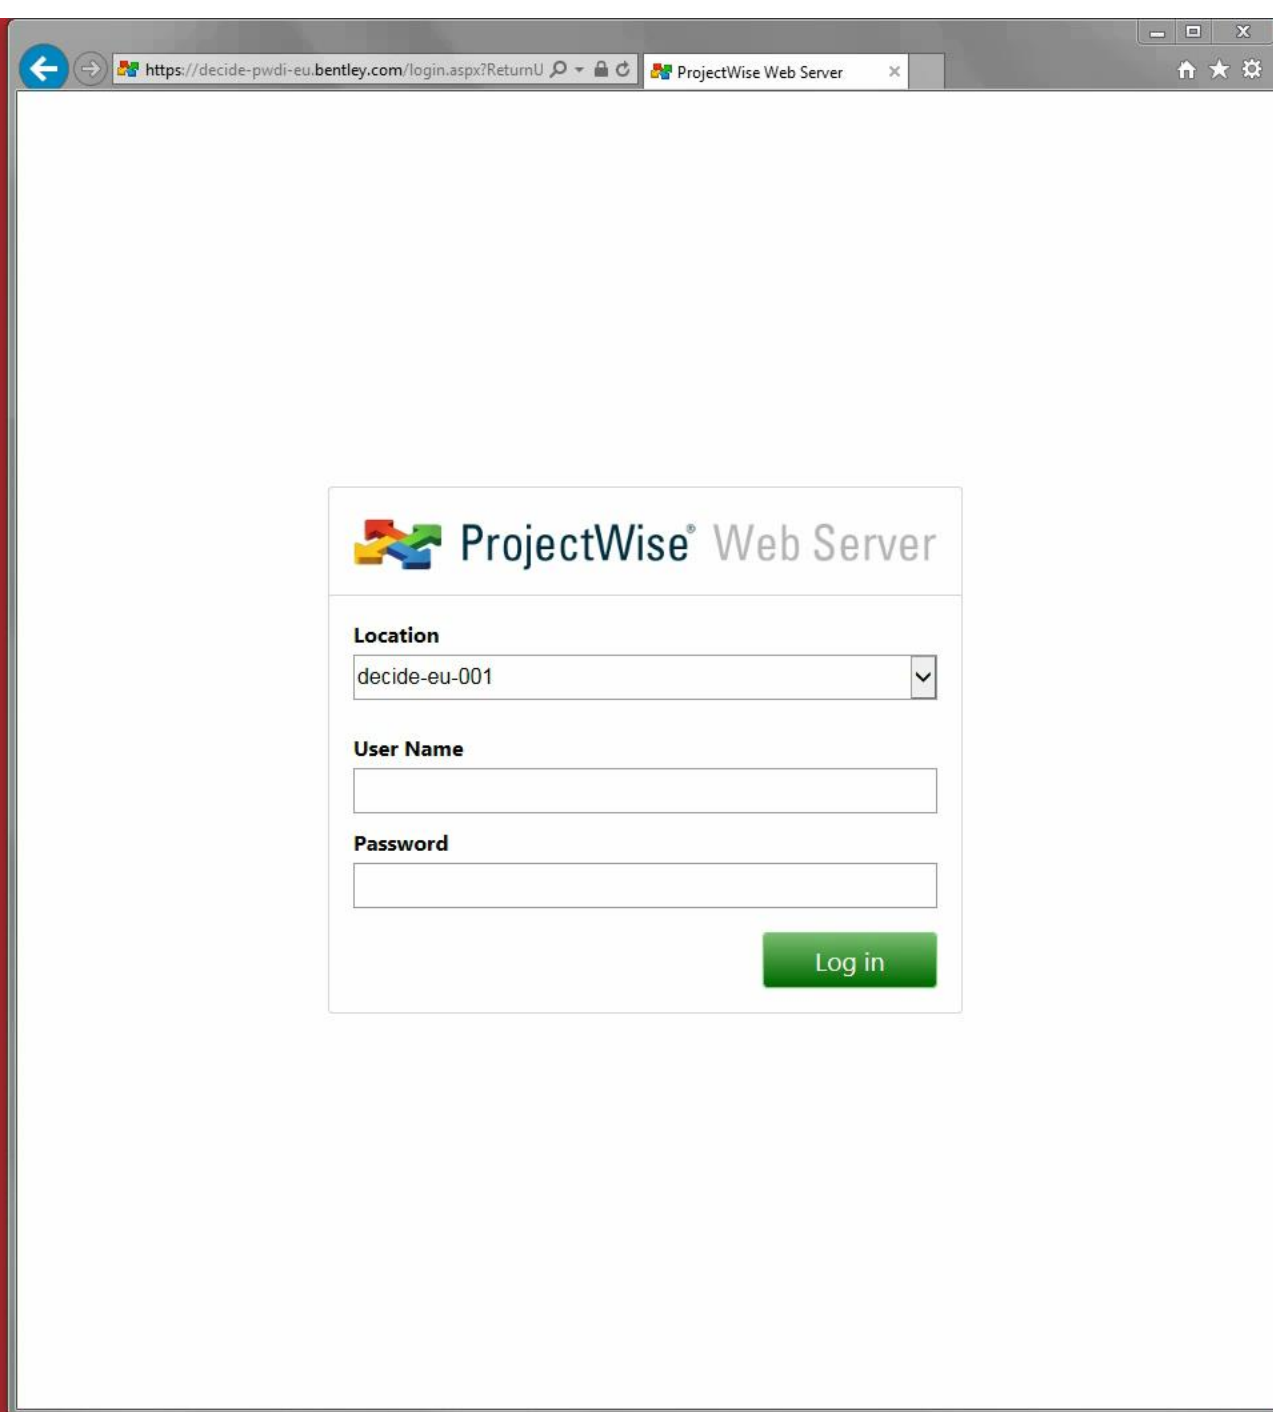 https://decide-pwdi-eu.bentley.com/login.aspx?ReturnU
ProjectWise Web Server
ProjectWise® Web Server
Location
decide-eu-001
User Name
Password
Log in